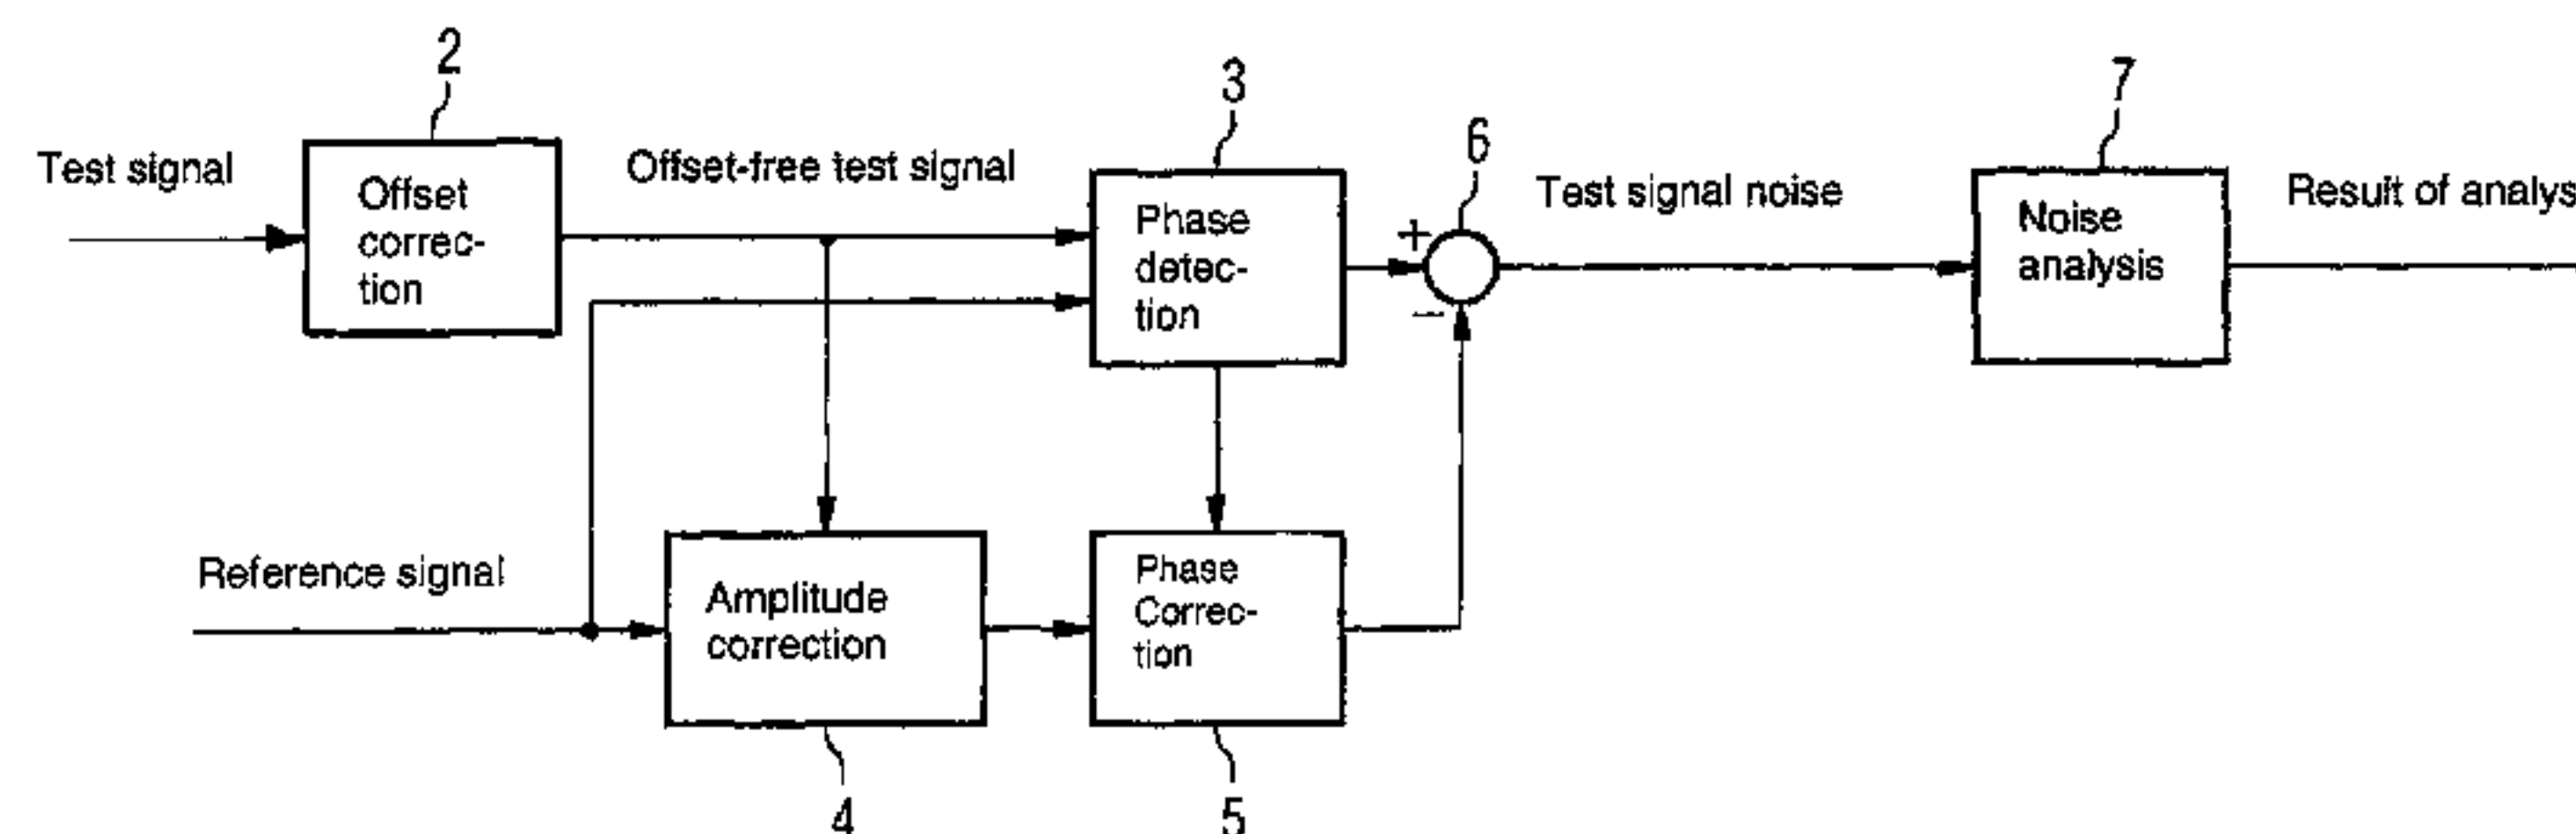 2
3
7
6
Test signal
Offset
correc-
tion
Offset-free test signal
Phase
detec-
tion
+
−
Test signal noise
Noise
analysis
Result of analys
Reference signal
Amplitude
correction
Phase
Correc-
tion
4
5